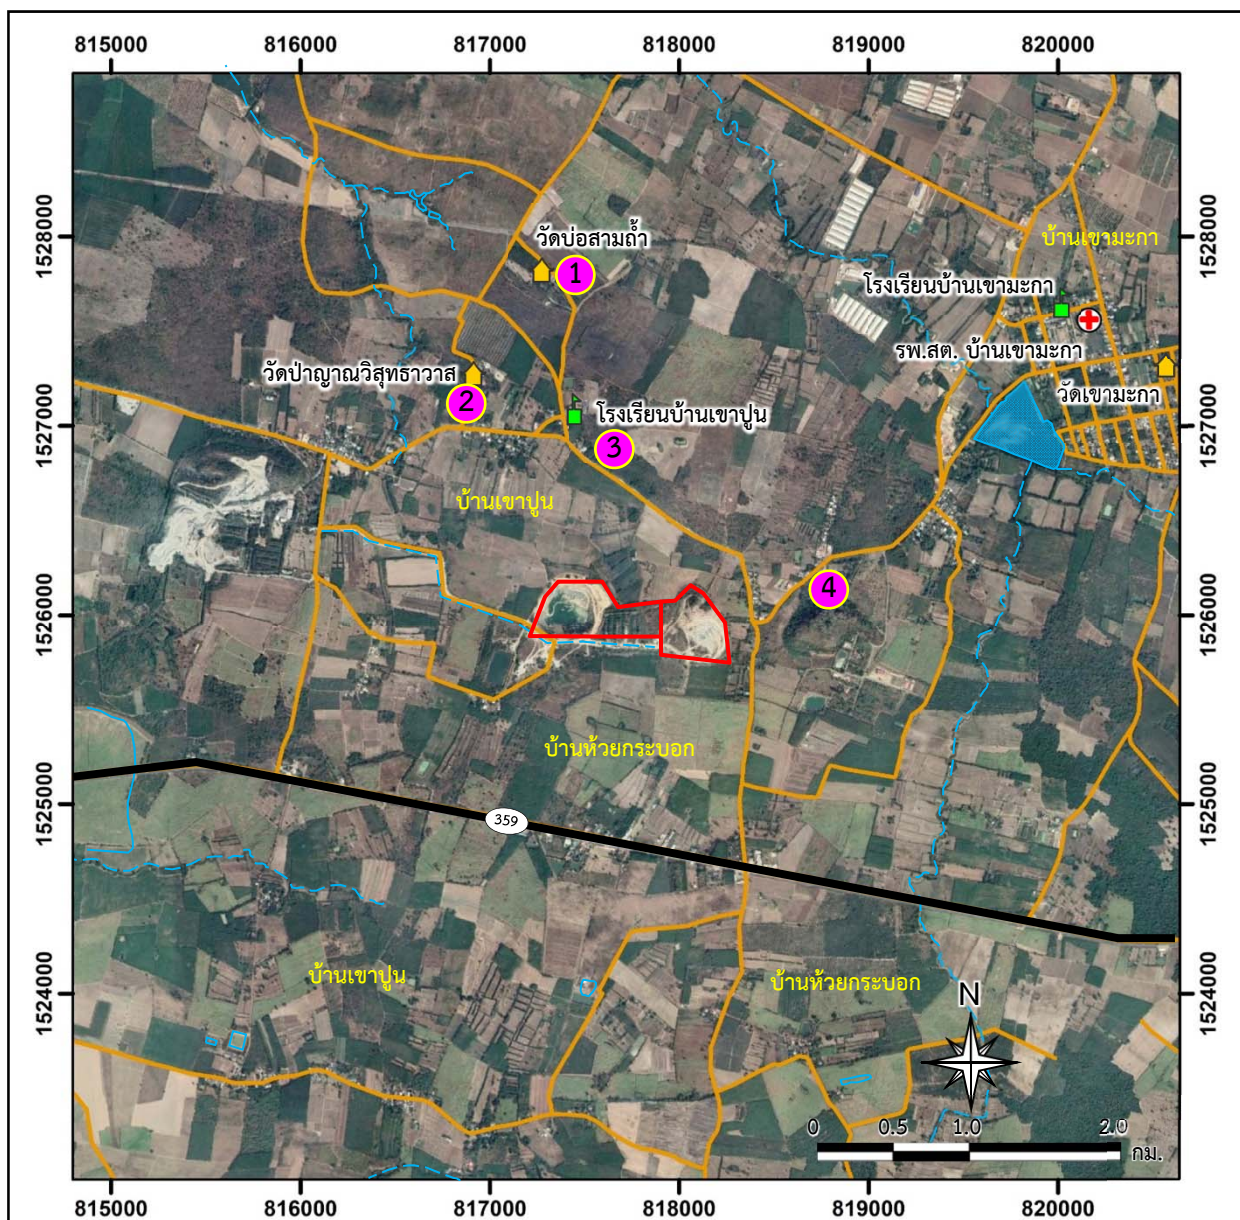 815000 816000 817000 818000 819000 820000
1528000
1528000
วัดบ่อสามถ้ำ
1
บ้านเขามะกา
โรงเรียนบ้านเขามะกา
รพ.สต. บ้านเขามะกา
วัดเขามะกา
วัดป่าญาณวิสุทธาวาส
2
โรงเรียนบ้านเขาปูน
3
1527000
1527000
บ้านเขาปูน
4
1526000
1526000
บ้านห้วยกระบอก
359
1525000
1525000
บ้านเขาปูน
บ้านห้วยกระบอก
1524000
1524000
N
0 0.5 1.0 2.0
กม.
815000 816000 817000 818000 819000 820000